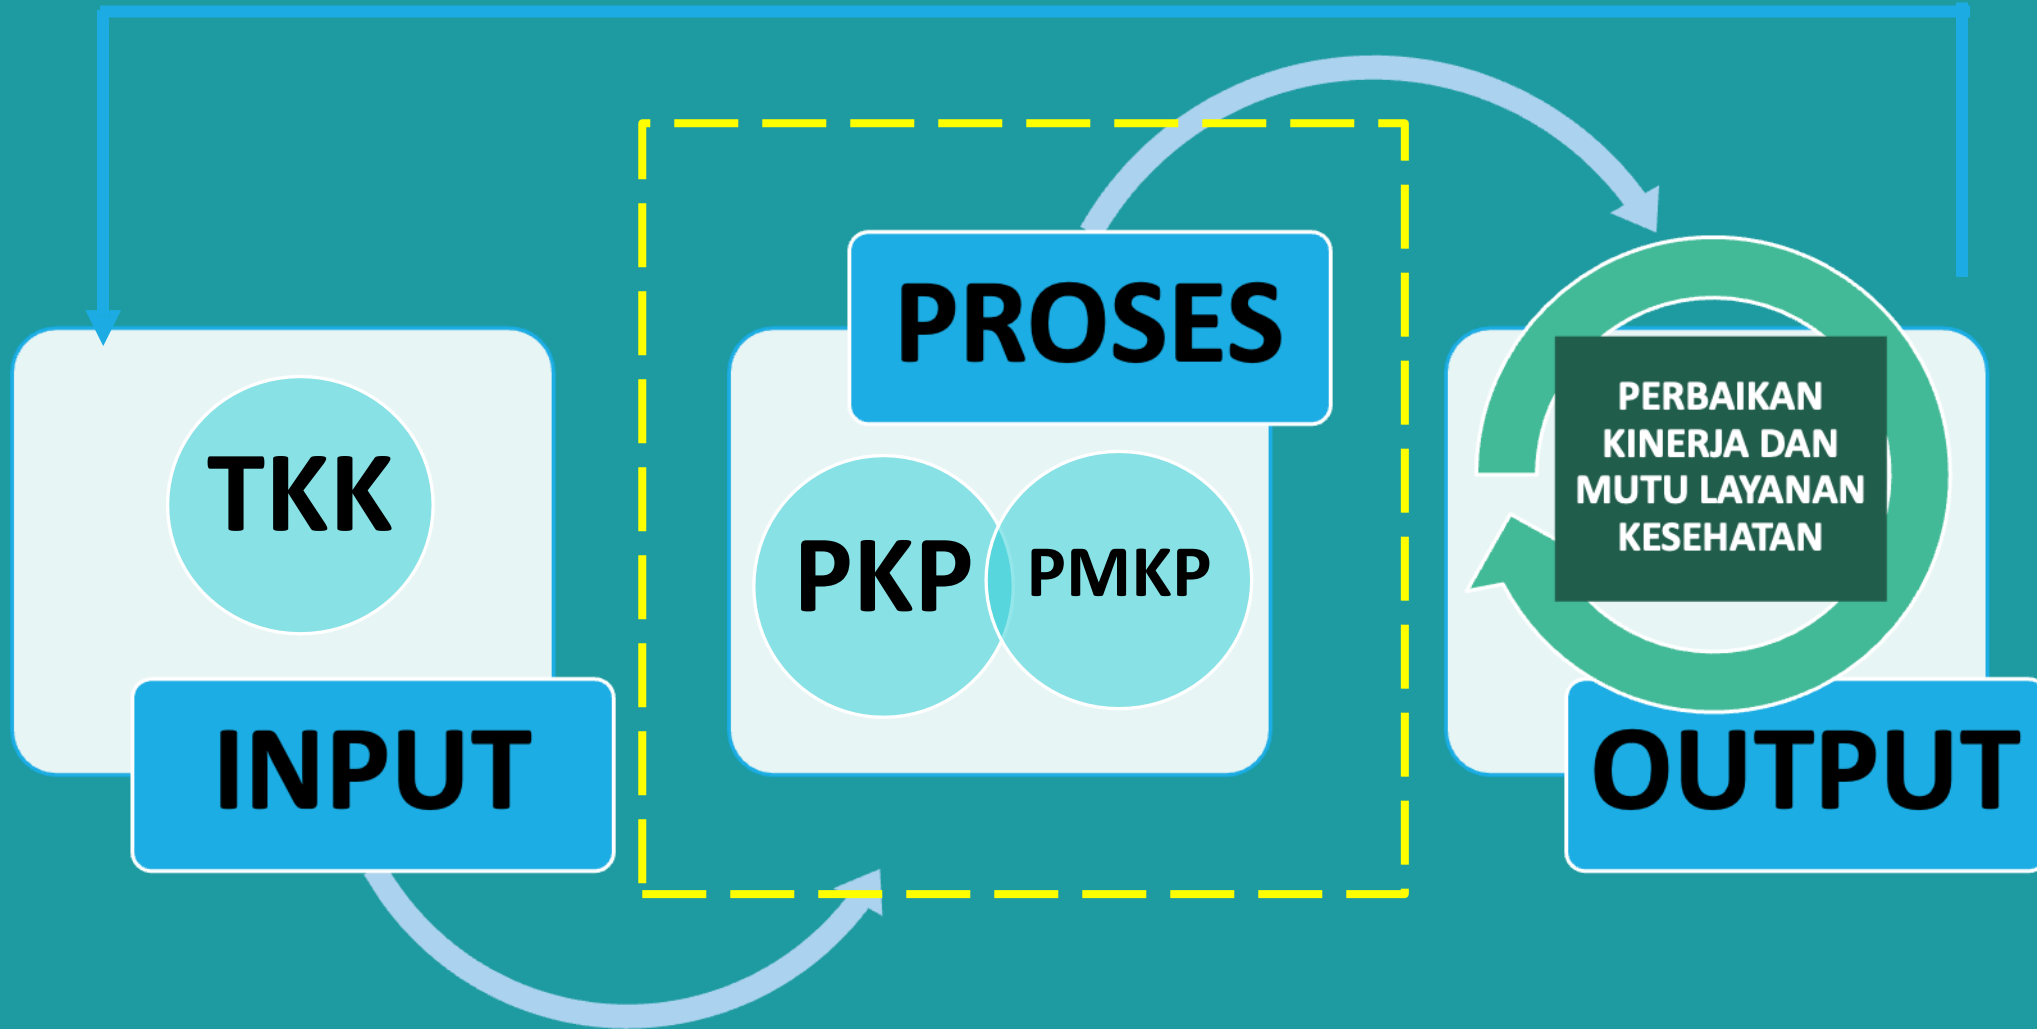 TKK
INPUT
PROSES
PKP
PMKP
PERBAIKAN
KINERJA DAN
MUTU LAYANAN
KESEHATAN
OUTPUT